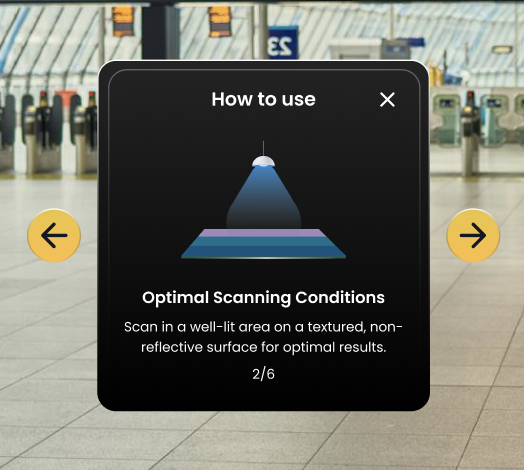 23
How to use
Optimal Scanning Conditions
Scan in a well-lit area on a textured, non-
reflective surface for optimal results.
2/6